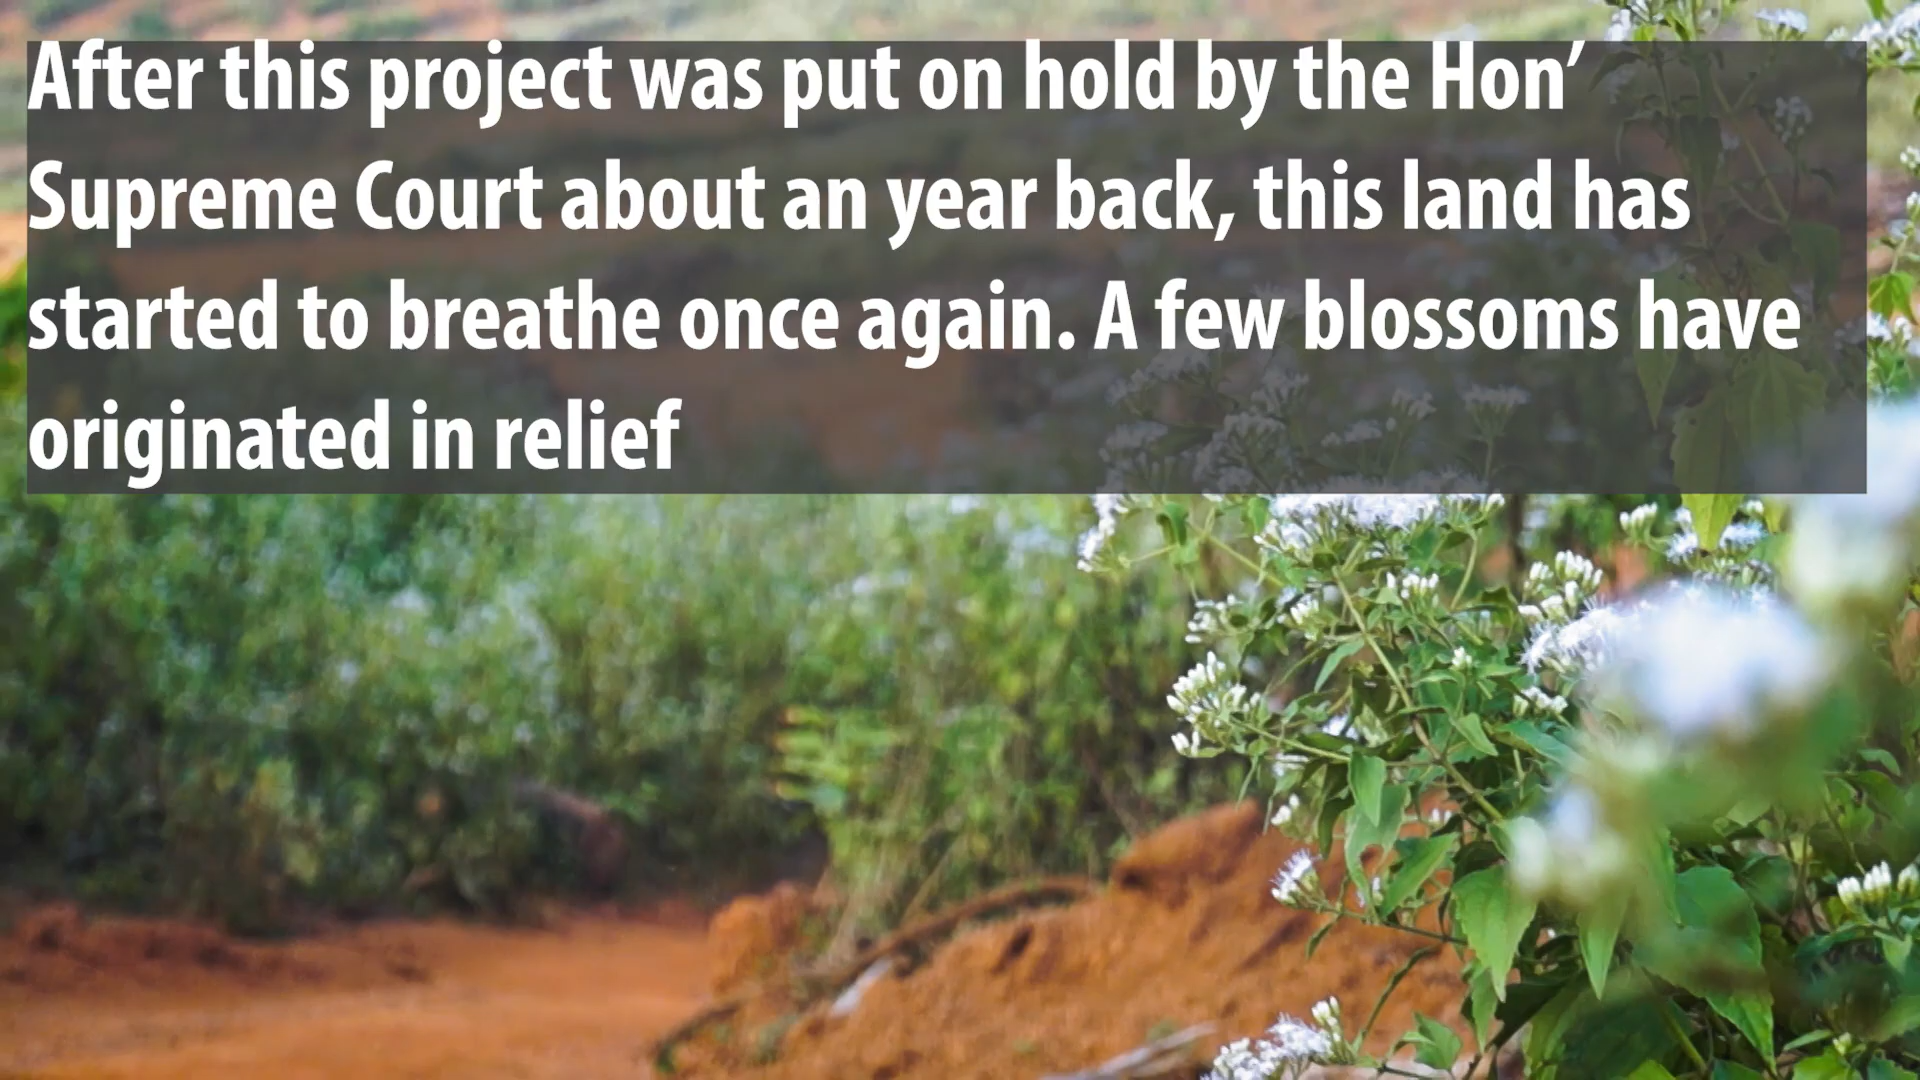 After this project was put on hold by the Hon’
Supreme Court about an year back, this land has
started to breathe once again. A few blossoms have
originated in relief